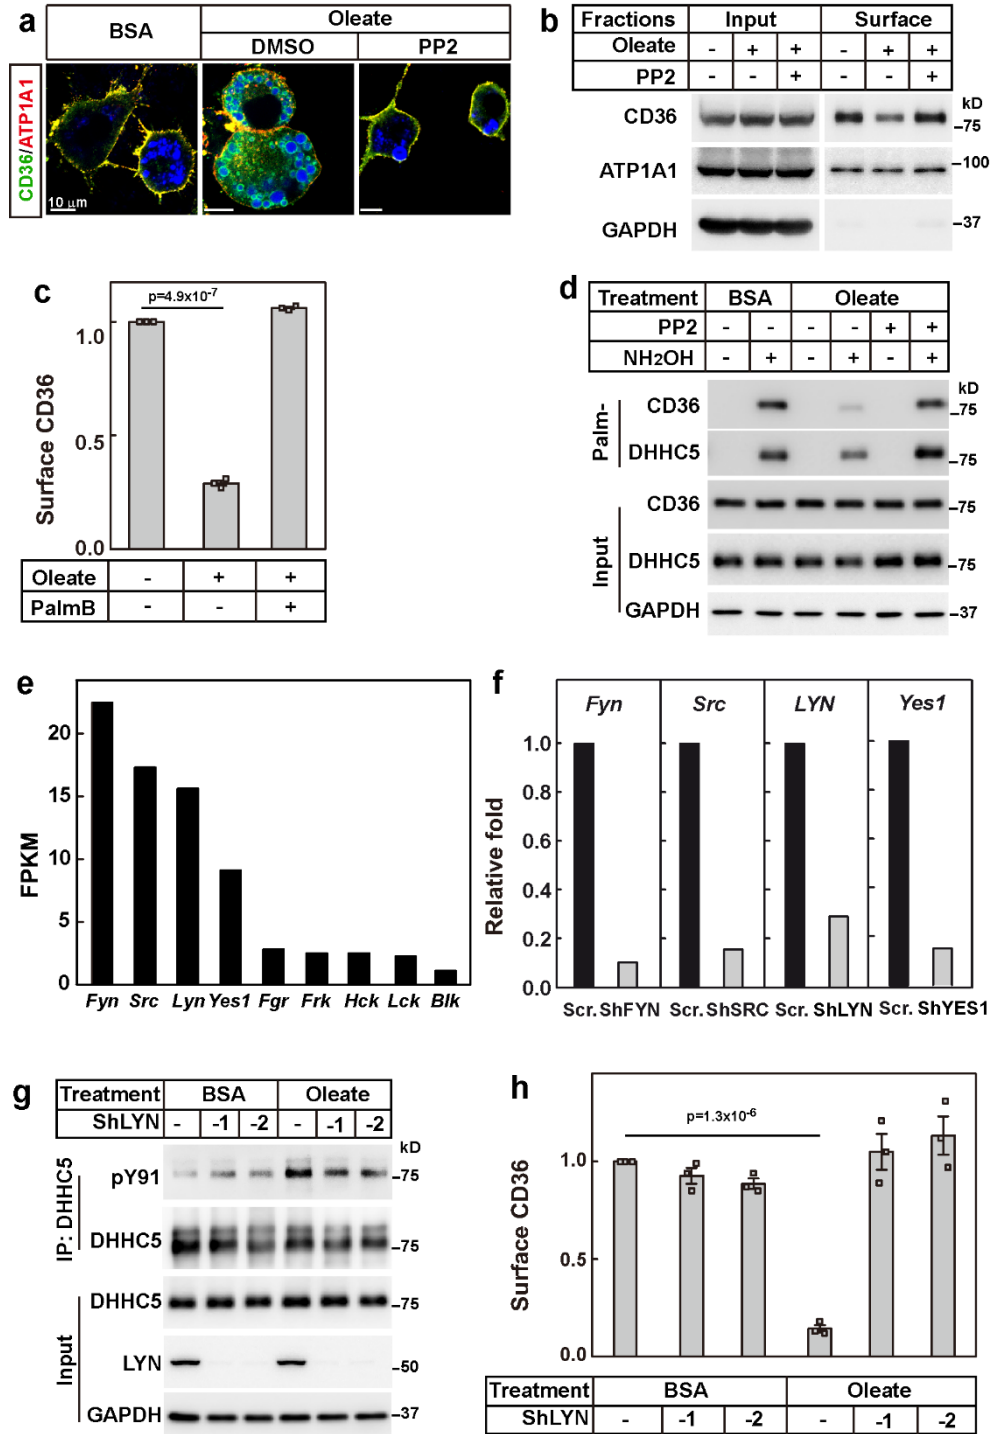 a
BSA
Oleate
DMSO
PP2
CD36/ATP1A1
10 μm
b
Fractions Input Surface
Oleate - + + - + +
PP2 - - + - - +
kD
CD36 -75
ATP1A1 -100
GAPDH -37
c
p=4.9x10-7
Surface CD36
1.0
0.5
0.0
Oleate - + +
PalmB - - +
d
Treatment BSA Oleate
PP2 - - - - + +
NH2OH - + - + - +
kD
Palm-
CD36 -75
DHHC5 -75
Input
CD36 -75
DHHC5 -75
GAPDH -37
e
FPKM
20
15
10
5
0
Fyn Src Lyn Yes1 Fgr Frk Hck Lck Blk
f
Fyn Src LYN Yes1
Relative fold
1.0
0.8
0.6
0.4
0.2
0.0
Scr. ShFYN Scr. ShSRC Scr. ShLYN Scr. ShYES1
g
Treatment BSA Oleate
ShLYN - -1 -2 - -1 -2
kD
IP: DHHC5
pY91 -75
DHHC5 -75
Input
DHHC5 -75
LYN -50
GAPDH -37
h
p=1.3x10-6
Surface CD36
1.0
0.5
0.0
Treatment BSA Oleate
ShLYN - -1 -2 - -1 -2